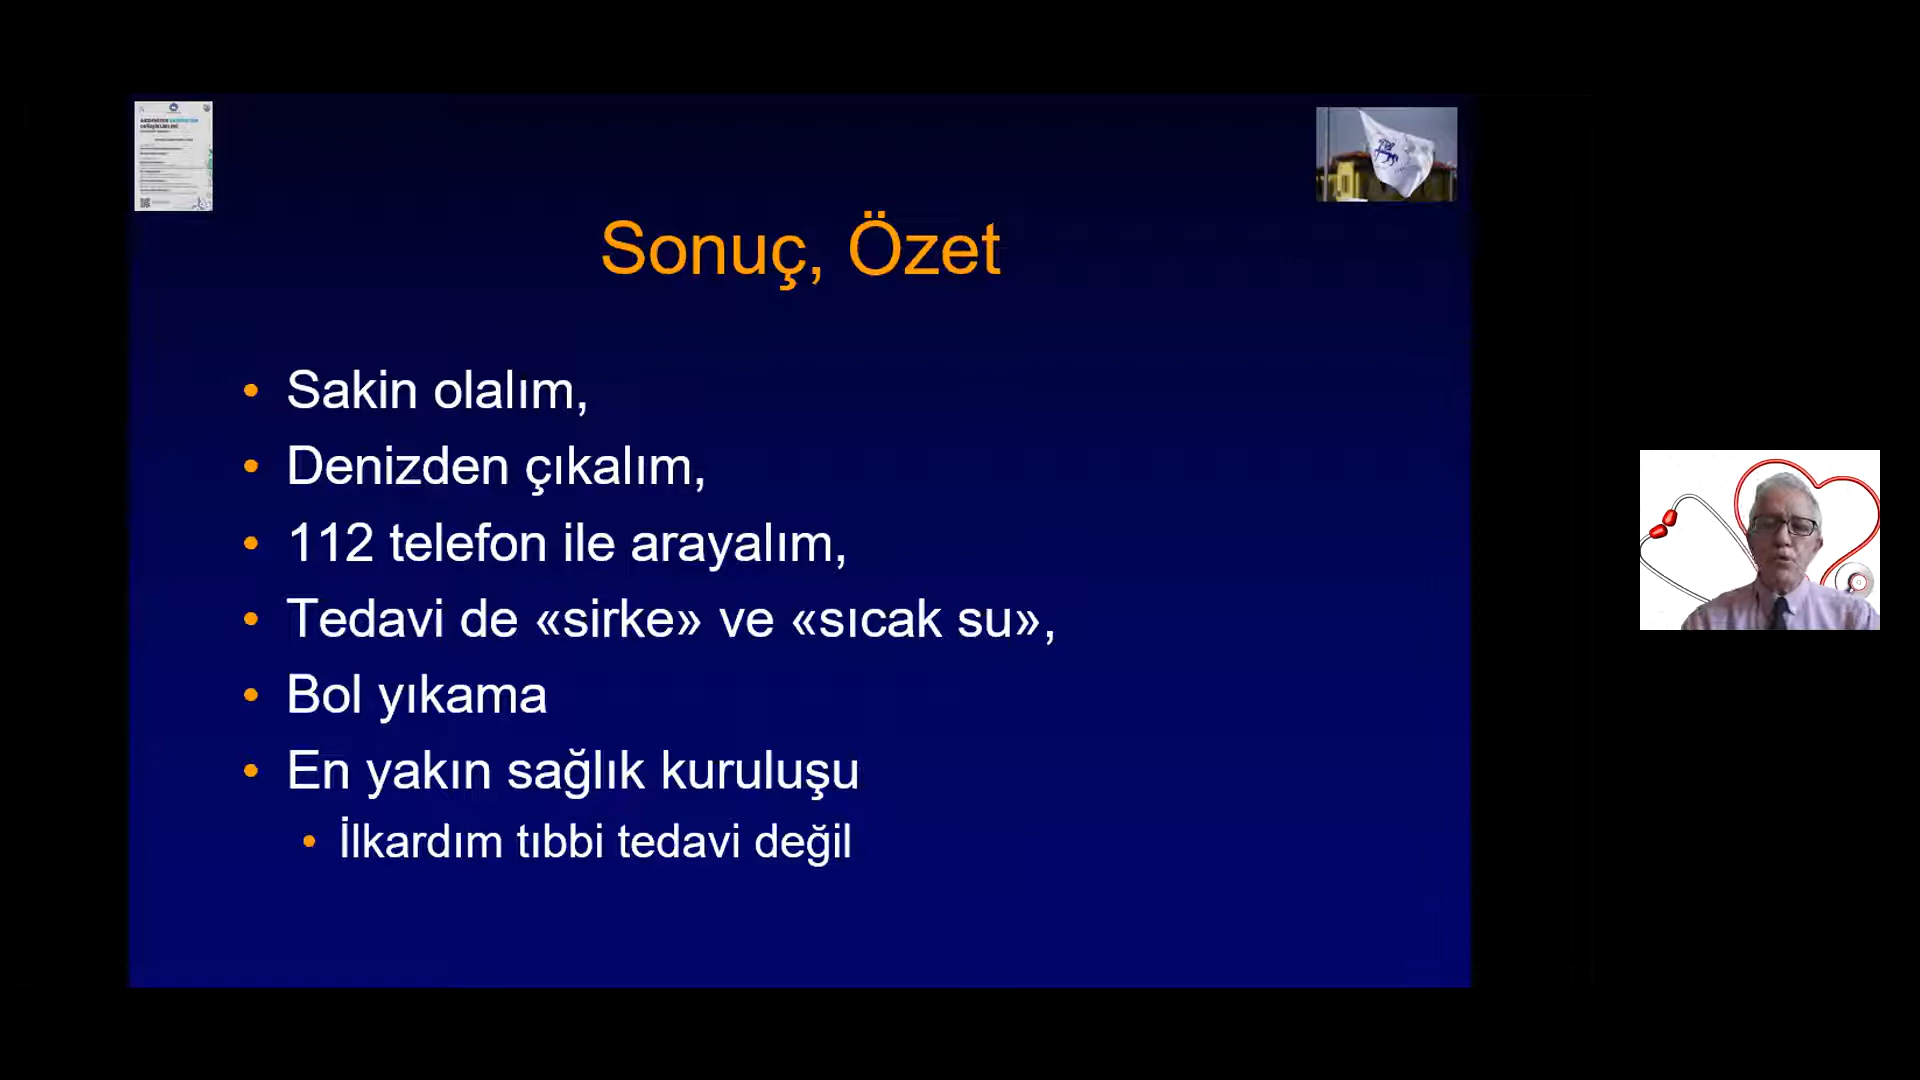 Sonuç, Özet
• Sakin olalım,
• Denizden çıkalım,
• 112 telefon ile arayalım,
• Tedavi de «sirke» ve «sıcak su»,
• Bol yıkama
• En yakın sağlık kuruluşu
• İlkardım tıbbi tedavi değil